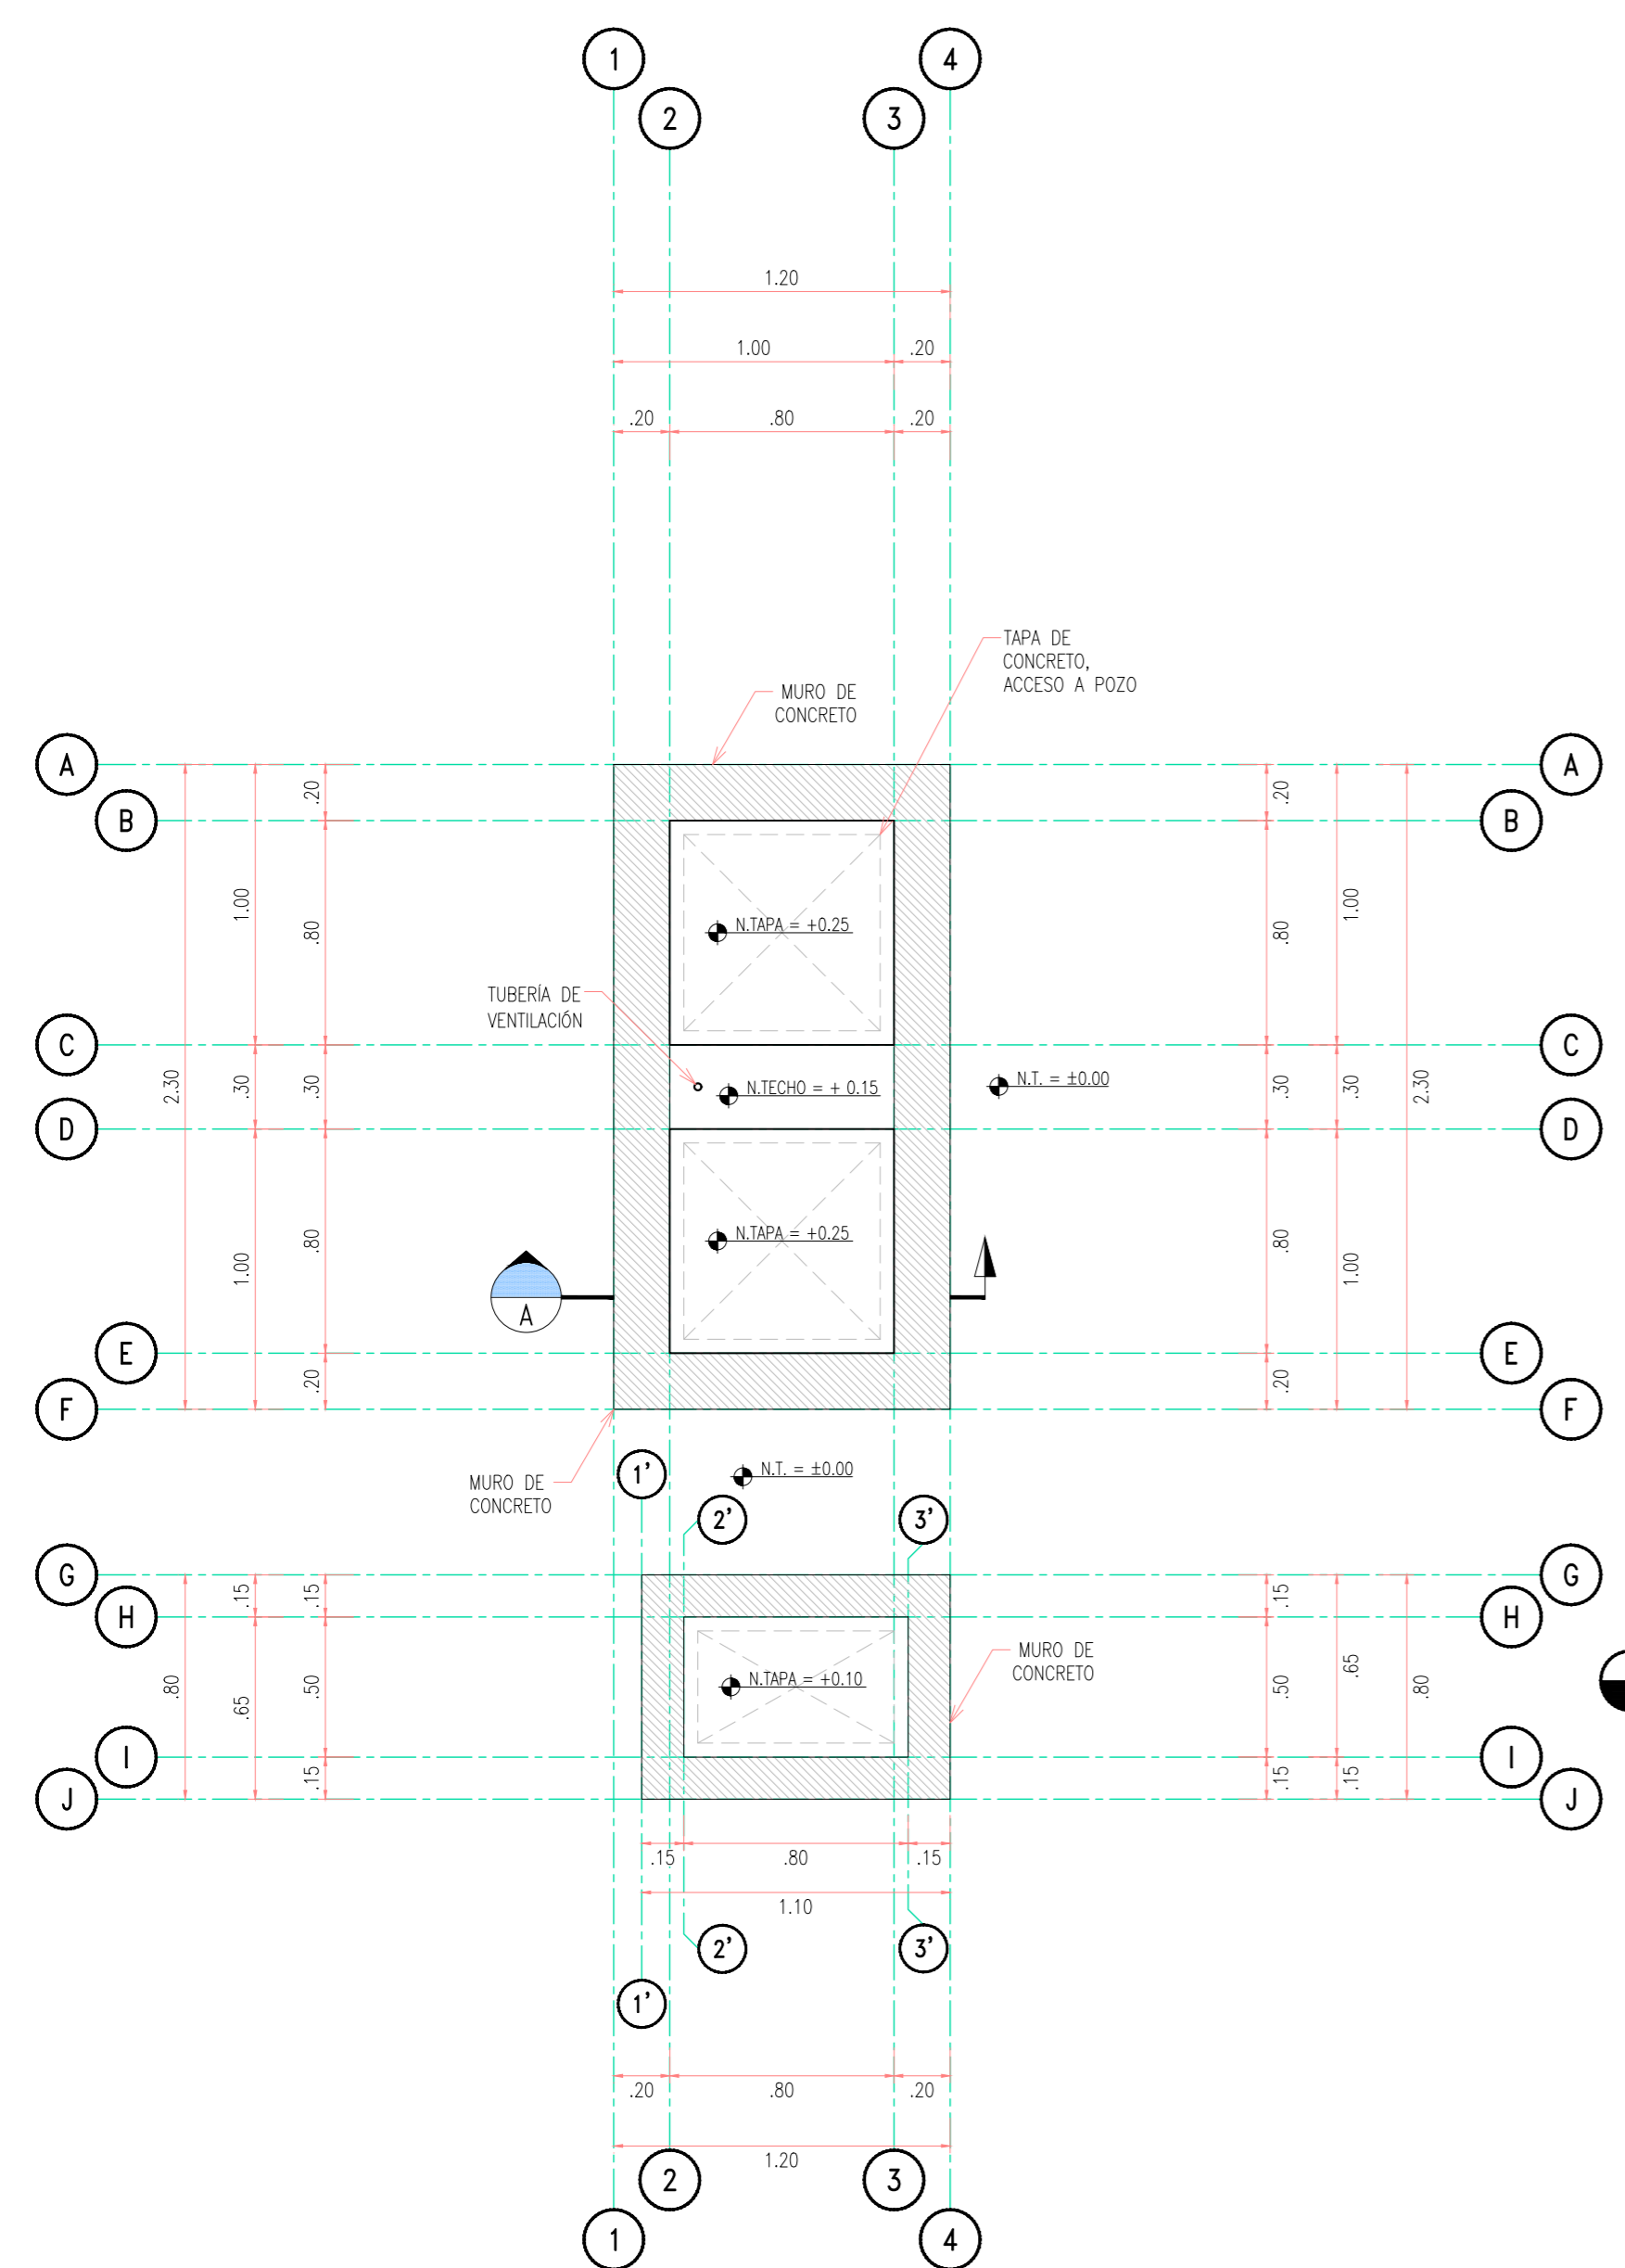 1
4
2
3
1.20
1.00
.20
.20
.80
.20
TAPA DE
CONCRETO,
ACCESO A POZO
MURO DE
CONCRETO
A
A
B
B
.20
.20
1.00
.80
.80
1.00
N.TAPA = +0.25
TUBERÍA DE
VENTILACIÓN
C
C
2.30
.30
.30
N.TECHO = + 0.15
N.T. = ±0.00
.30
.30
2.30
D
D
1.00
.80
N.TAPA = +0.25
.80
1.00
A
E
E
.20
.20
F
F
MURO DE
CONCRETO
1'
N.T. = ±0.00
2'
3'
G
G
.15
.15
.15
H
H
.80
.65
.50
N.TAPA = +0.10
MURO DE
CONCRETO
.50
.65
.80
I
I
.15
.15
.15
J
J
.15
.80
.15
1.10
2'
3'
1'
.20
.80
.20
1.20
2
3
1
4